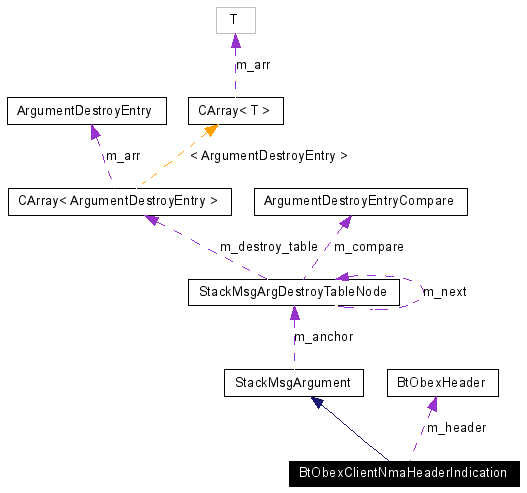 T
m_arr
ArgumentDestroyEntry
CArray< T >
m_arr
< ArgumentDestroyEntry >
CArray< ArgumentDestroyEntry >
ArgumentDestroyEntryCompare
m_destroy_table
m_compare
StackMsgArgDestroyTableNode
m_next
m_anchor
StackMsgArgument
BtObexHeader
m_header
BtObexClientNmaHeaderIndication